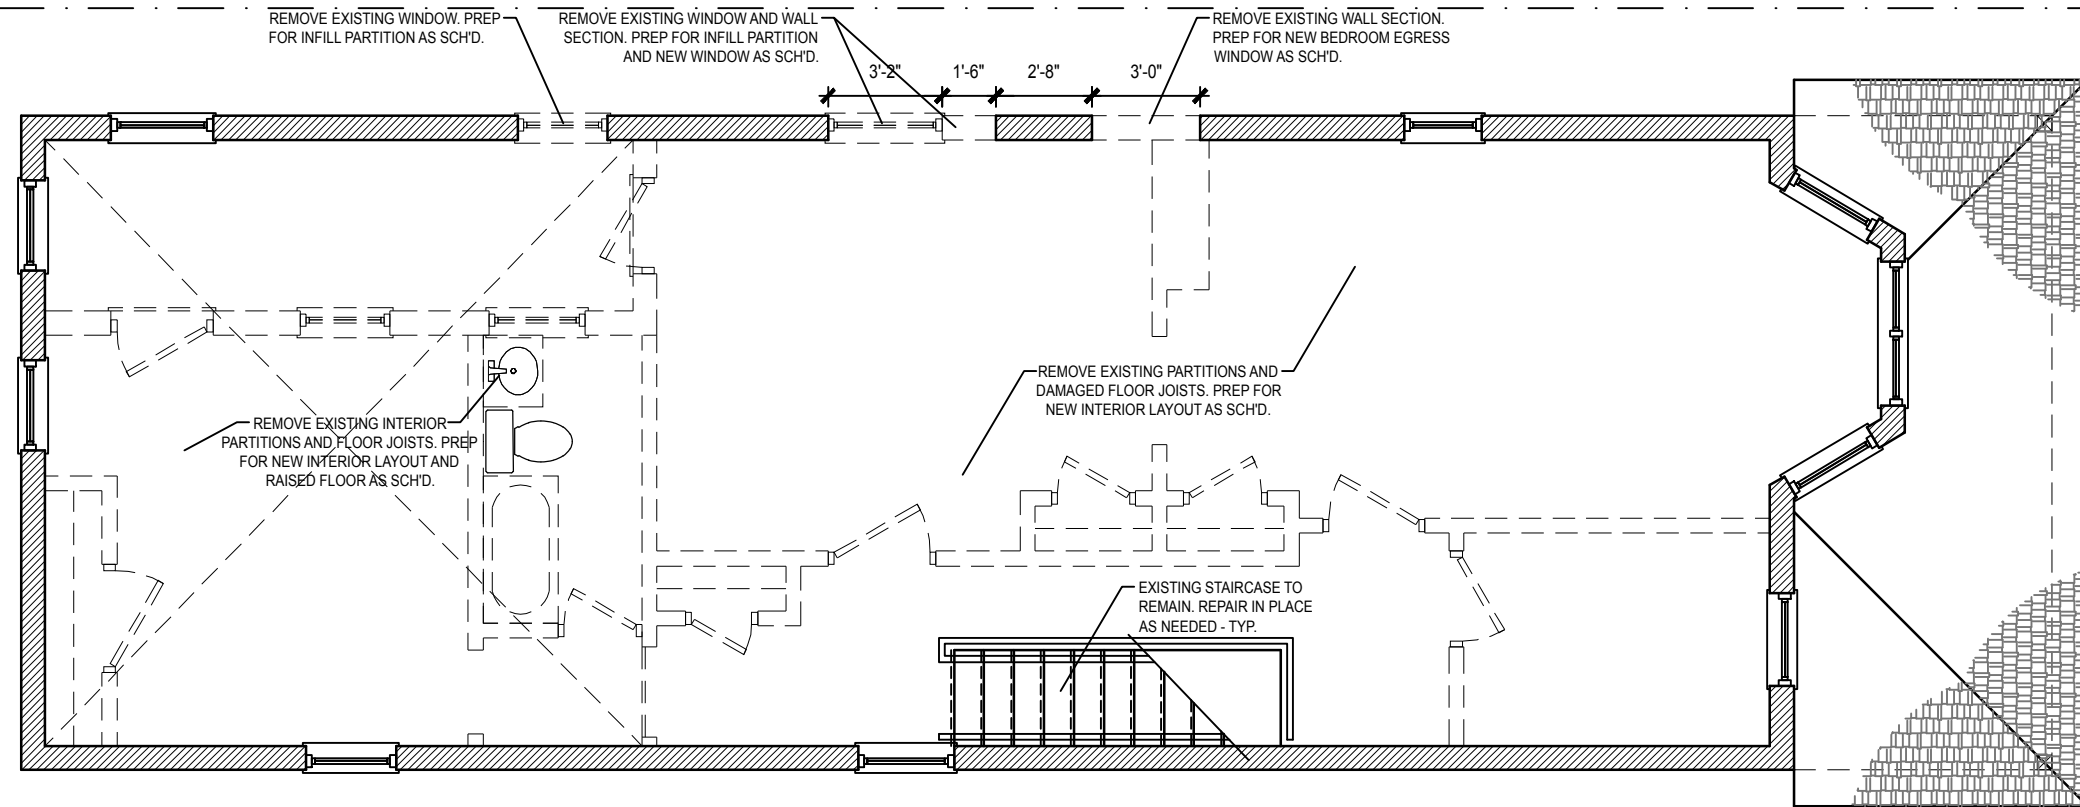 REMOVE EXISTING WINDOW. PREP
FOR INFILL PARTITION AS SCH'D.
REMOVE EXISTING WINDOW AND WALL
SECTION. PREP FOR INFILL PARTITION
AND NEW WINDOW AS SCH'D.
REMOVE EXISTING WALL SECTION.
PREP FOR NEW BEDROOM EGRESS
WINDOW AS SCH'D.
3'-2"
1'-6"
2'-8"
3'-0"
REMOVE EXISTING PARTITIONS AND
DAMAGED FLOOR JOISTS. PREP FOR
NEW INTERIOR LAYOUT AS SCH'D.
REMOVE EXISTING INTERIOR
PARTITIONS AND FLOOR JOISTS. PREP
FOR NEW INTERIOR LAYOUT AND
RAISED FLOOR AS SCH'D.
EXISTING STAIRCASE TO
REMAIN. REPAIR IN PLACE
AS NEEDED - TYP.